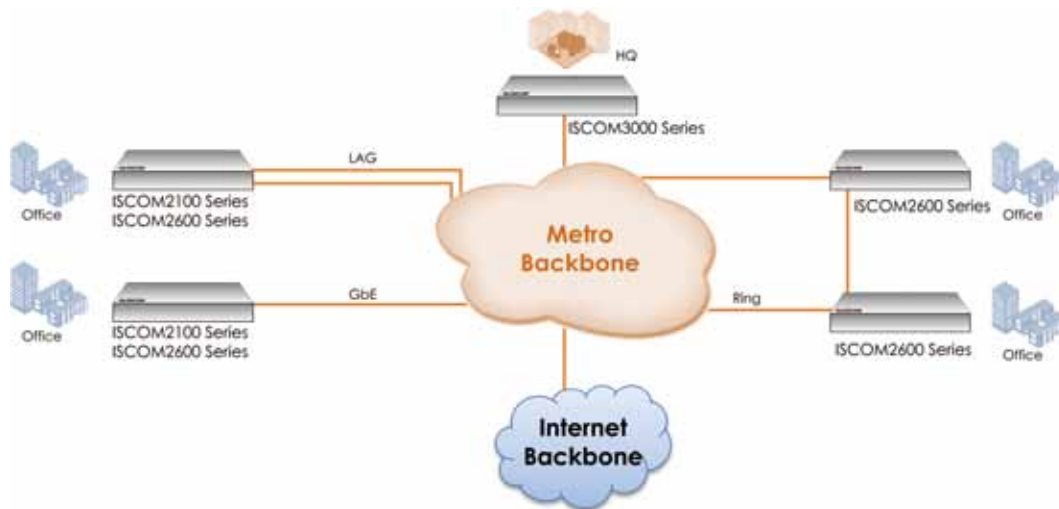 HQ
ISCOM3000 Series
LAG
ISCOM2100 Series
ISCOM2600 Series
Office
ISCOM2600 Series
Office
Metro
Backbone
GbE
Ring
ISCOM2100 Series
ISCOM2600 Series
Office
ISCOM2600 Series
Office
Internet
Backbone